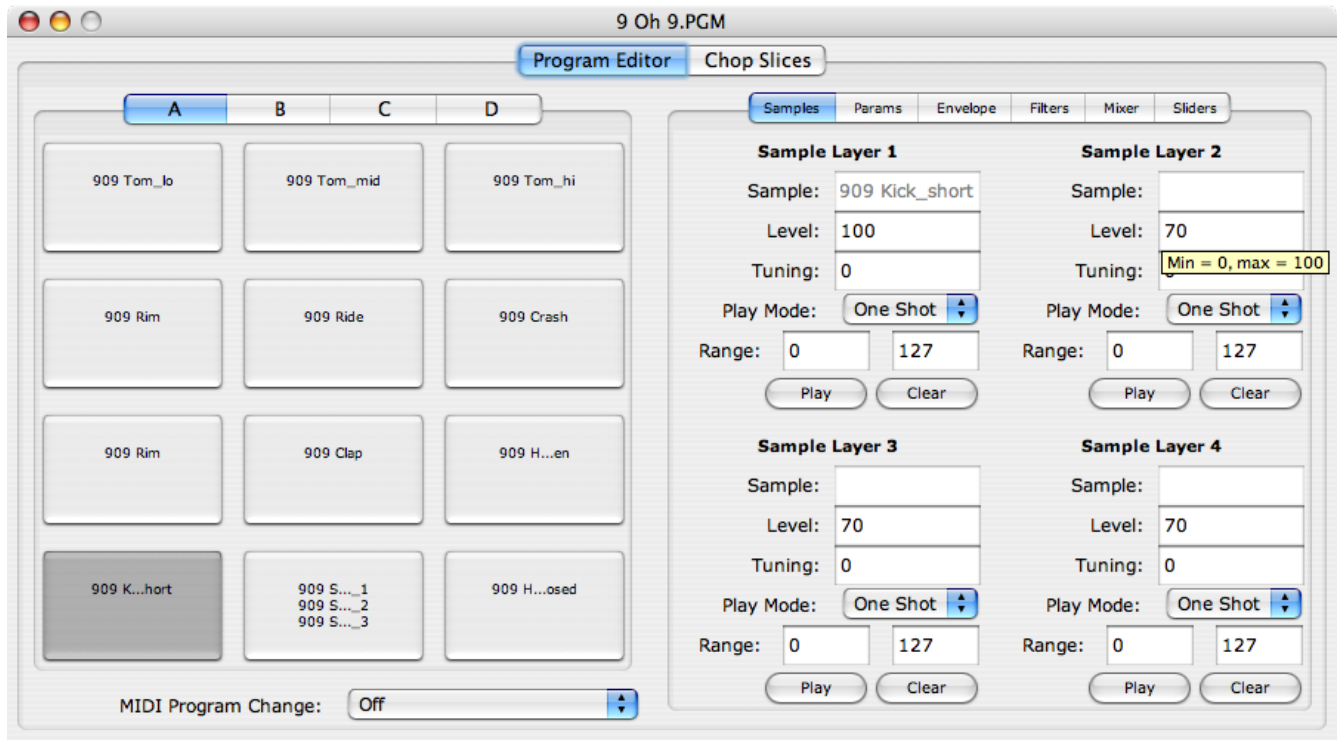 9 Oh 9.PGM
Program Editor Chop Slices
A B C D
909 Tom_lo 909 Tom_mid 909 Tom_hi
909 Rim 909 Ride 909 Crash
909 Rim 909 Clap 909 H...en
909 K...hort 909 S..._1 909 H...osed
909 S..._2
909 S..._3
MIDI Program Change: Off
Samples Params Envelope Filters Mixer Sliders
Sample Layer 1
Sample: 909 Kick_short
Level: 100
Tuning: 0
Play Mode: One Shot
Range: 0 127
Play Clear
Sample Layer 2
Sample:
Level: 70
Min = 0, max = 100
Tuning:
Play Mode: One Shot
Range: 0 127
Play Clear
Sample Layer 3
Sample:
Level: 70
Tuning: 0
Play Mode: One Shot
Range: 0 127
Play Clear
Sample Layer 4
Sample:
Level: 70
Tuning: 0
Play Mode: One Shot
Range: 0 127
Play Clear